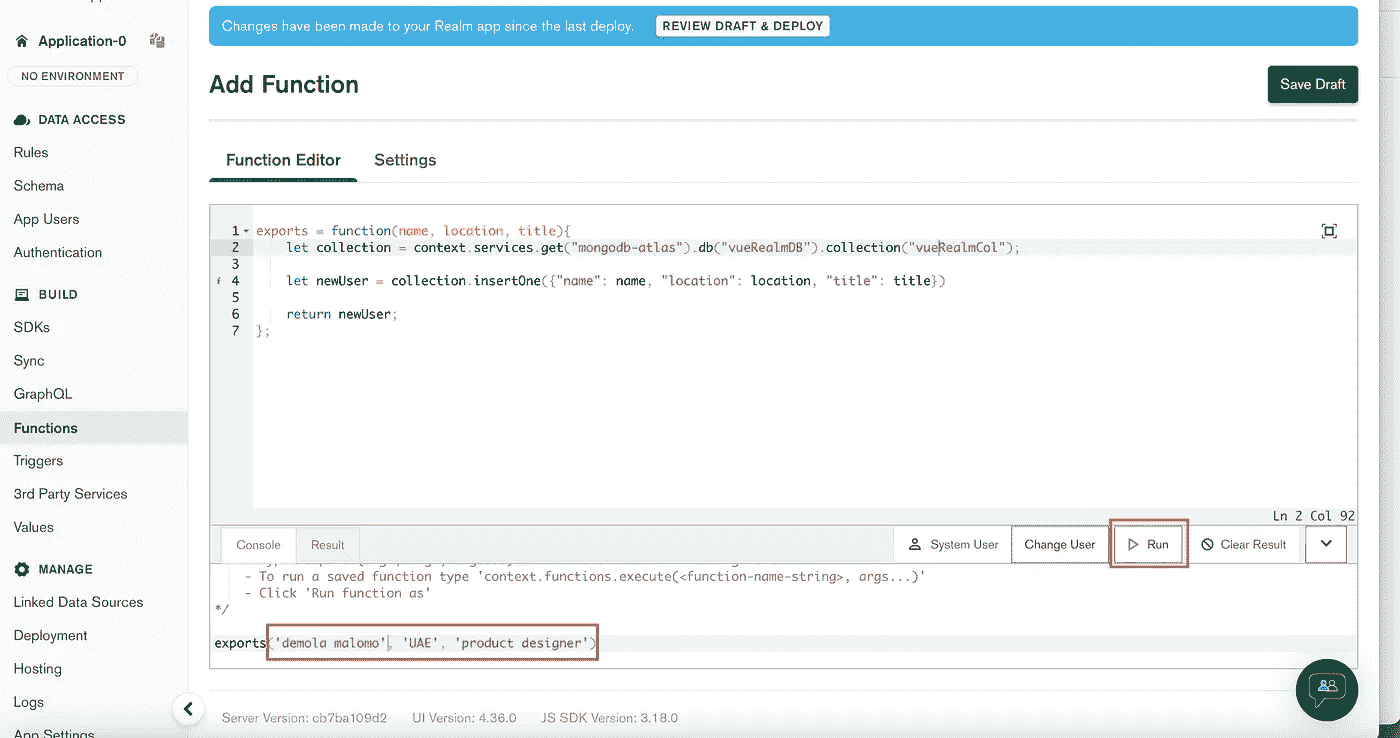 Changes have been made to your Realm app since the last deploy. REVIEW DRAFT & DEPLOY
Application-0
NO ENVIRONMENT
DATA ACCESS
Rules
Schema
App Users
Authentication
BUILD
SDKs
Sync
GraphQL
Functions
Triggers
3rd Party Services
Values
MANAGE
Linked Data Sources
Deployment
Hosting
Logs
App Settings
Add Function
Save Draft
Function Editor Settings
1 exports = function(name, location, title){
2 let collection = context.services.get("mongodb-atlas").db("vueRealmDB").collection("vueRealmCol");
3
i 4 let newUser = collection.insertOne({"name": name, "location": location, "title": title})
5
6 return newUser;
7 };
Ln 2 Col 92
Console Result System User Change User Run Clear Result
- To run a saved function type 'context.functions.execute(<function-name-string>, args...)'
- Click 'Run function as'
*/
exports('demola malomo', 'UAE', 'product designer')
Server Version: cb7ba109d2 UI Version: 4.36.0 JS SDK Version: 3.18.0